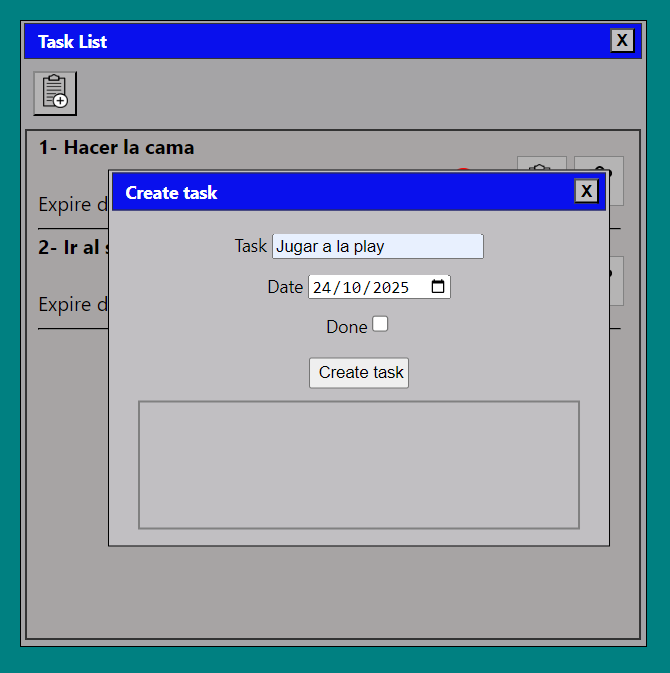 Task List
X
1- Hacer la cama
Expire d
2- Ir al s
Expire d
Create task
X
Task Jugar a la play
Date 24/10/2025
Done
Create task